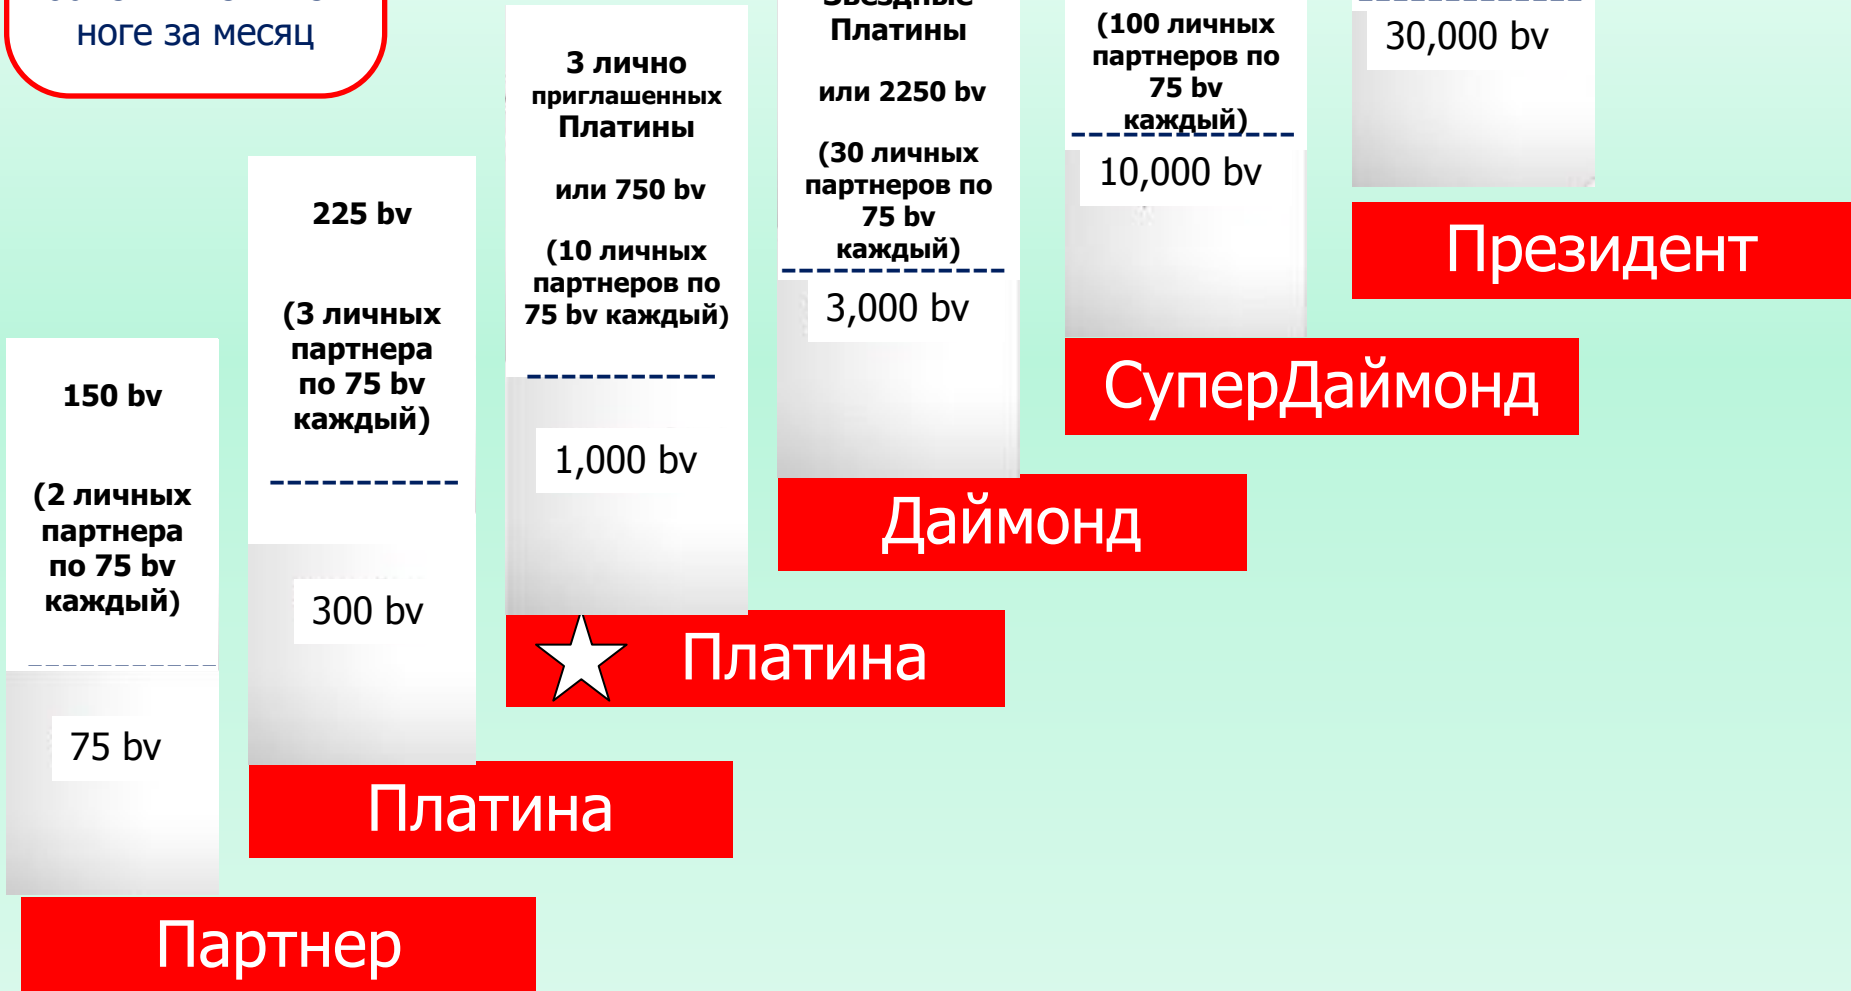 ноге за месяц
150 bv
(2 личных
партнера
по 75 bv
каждый)
75 bv
Партнер
225 bv
(3 личных
партнера
по 75 bv
каждый)
300 bv
Платина
3 лично
приглашенных
Платины
или 750 bv
(10 личных
партнеров по
75 bv каждый)
1,000 bv
Платина
Звездные
Платины
или 2250 bv
(30 личных
партнеров по
75 bv
каждый)
3,000 bv
Даймонд
(100 личных
партнеров по
75 bv
каждый)
10,000 bv
СуперДаймонд
30,000 bv
Президент